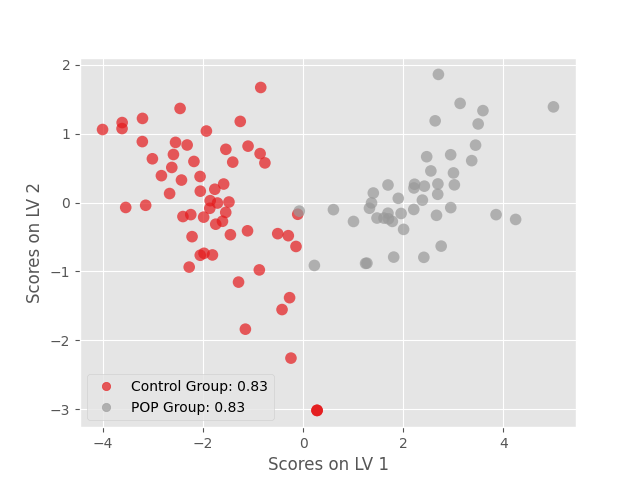 2
1
0
−1
−2
−3
Scores on LV 2
Control Group: 0.83
POP Group: 0.83
−4
−2
0
2
4
Scores on LV 1